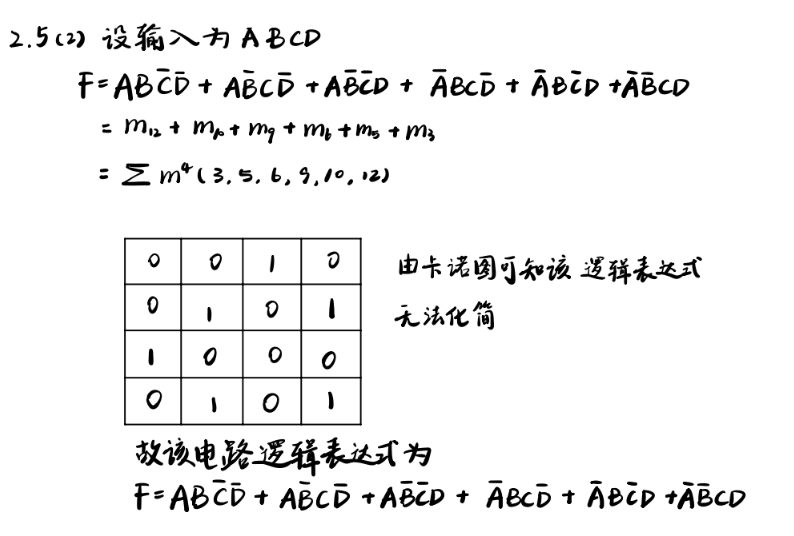 2.5(2) 设输入为 ABCD
F=ABC̄D̄ + AB̄CD̄ + AB̄C̄D + ĀBCD̄ + ĀBC̄D + ĀB̄CD
= m₁₂ + m₁₀ + m₉ + m₆ + m₅ + m₃
= ∑ m⁴(3, 5, 6, 9, 10, 12)
0 0 1 0
0 1 0 1
1 0 0 0
0 1 0 1
由卡诺图可知该逻辑表达式
无法化简
故该电路逻辑表达式为
F=ABC̄D̄ + AB̄CD̄ + AB̄C̄D + ĀBCD̄ + ĀBC̄D + ĀB̄CD